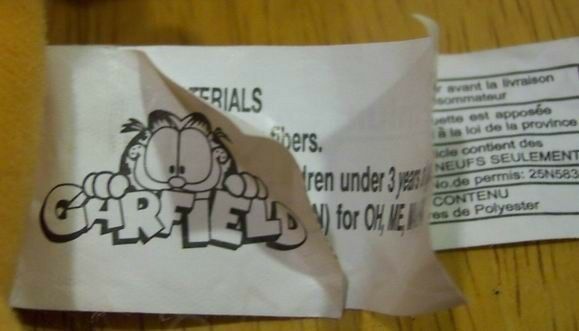 GARFIELD
TERIALS
fibers.
dren under 3 years
N) for OH, ME,
r avant la livraison
sommateur
uette est apposée
à la loi de la province
icle contient des
NEUFS SEULEMENT
No.de permis: 25N583
CONTENU
res de Polyester